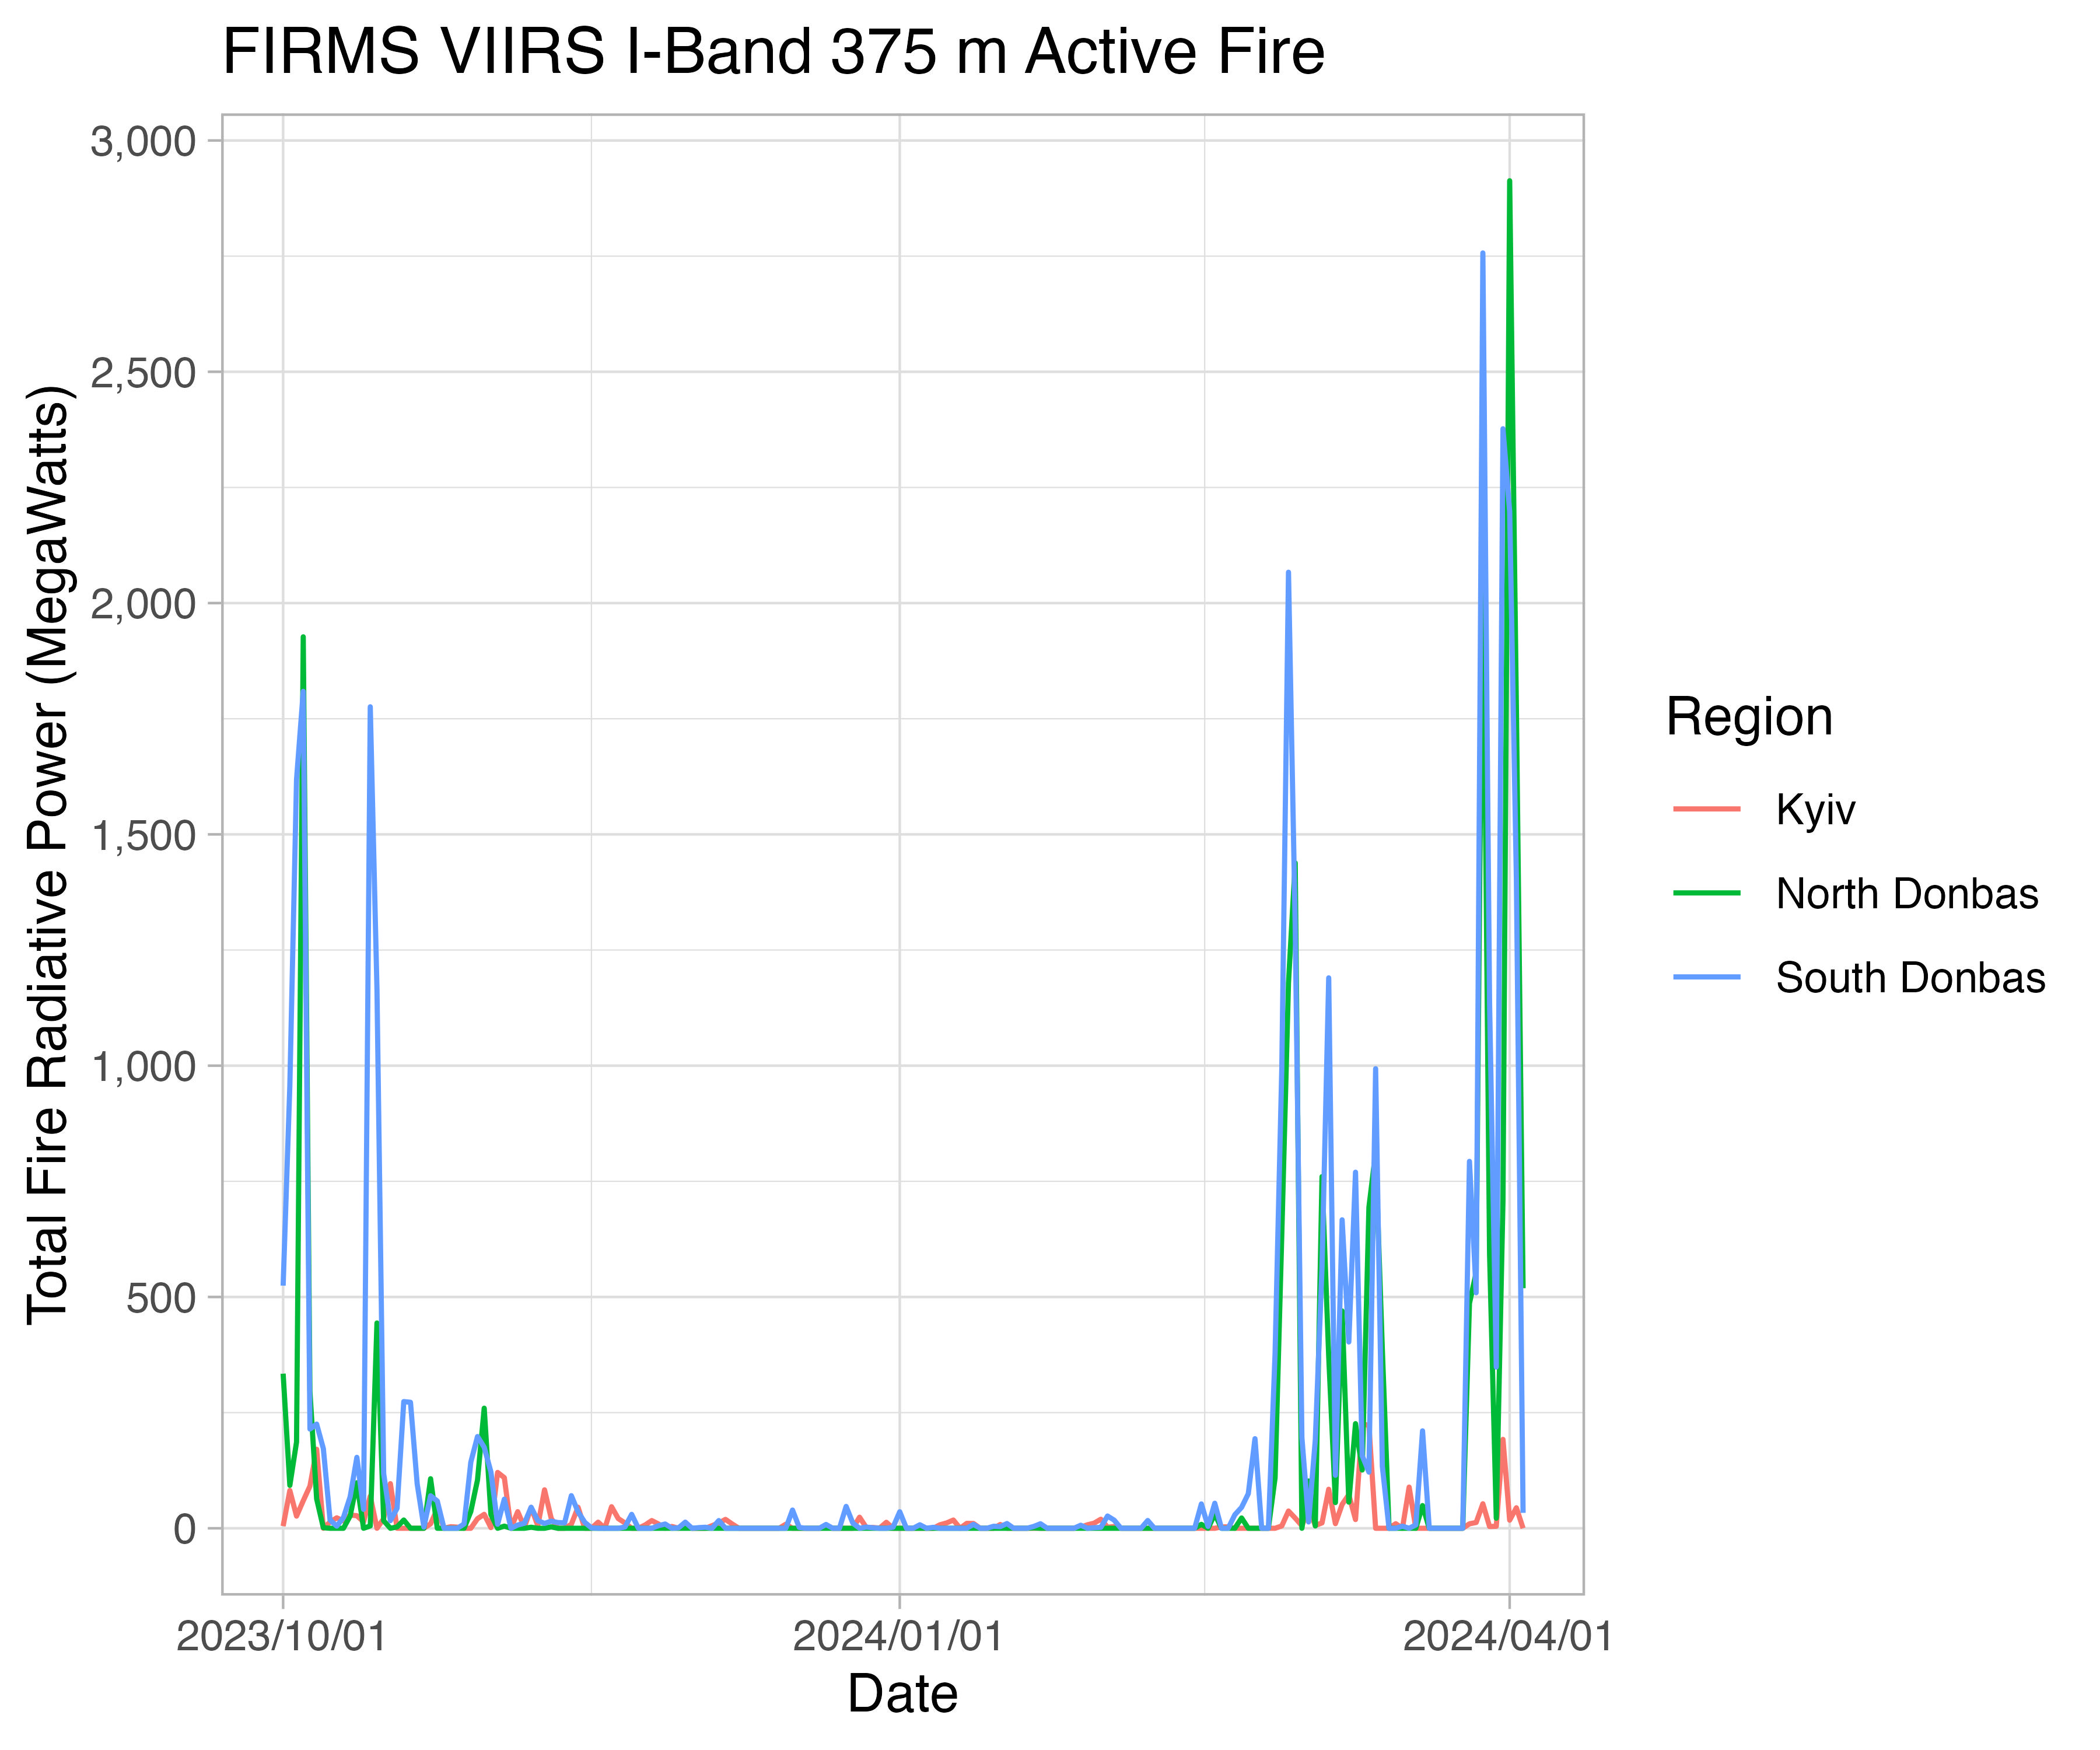 FIRMS VIIRS I-Band 375 m Active Fire
Total Fire Radiative Power (MegaWatts)
3,000
2,500
2,000
1,500
1,000
500
0
2023/10/01
2024/01/01
2024/04/01
Date
Region
Kyiv
North Donbas
South Donbas